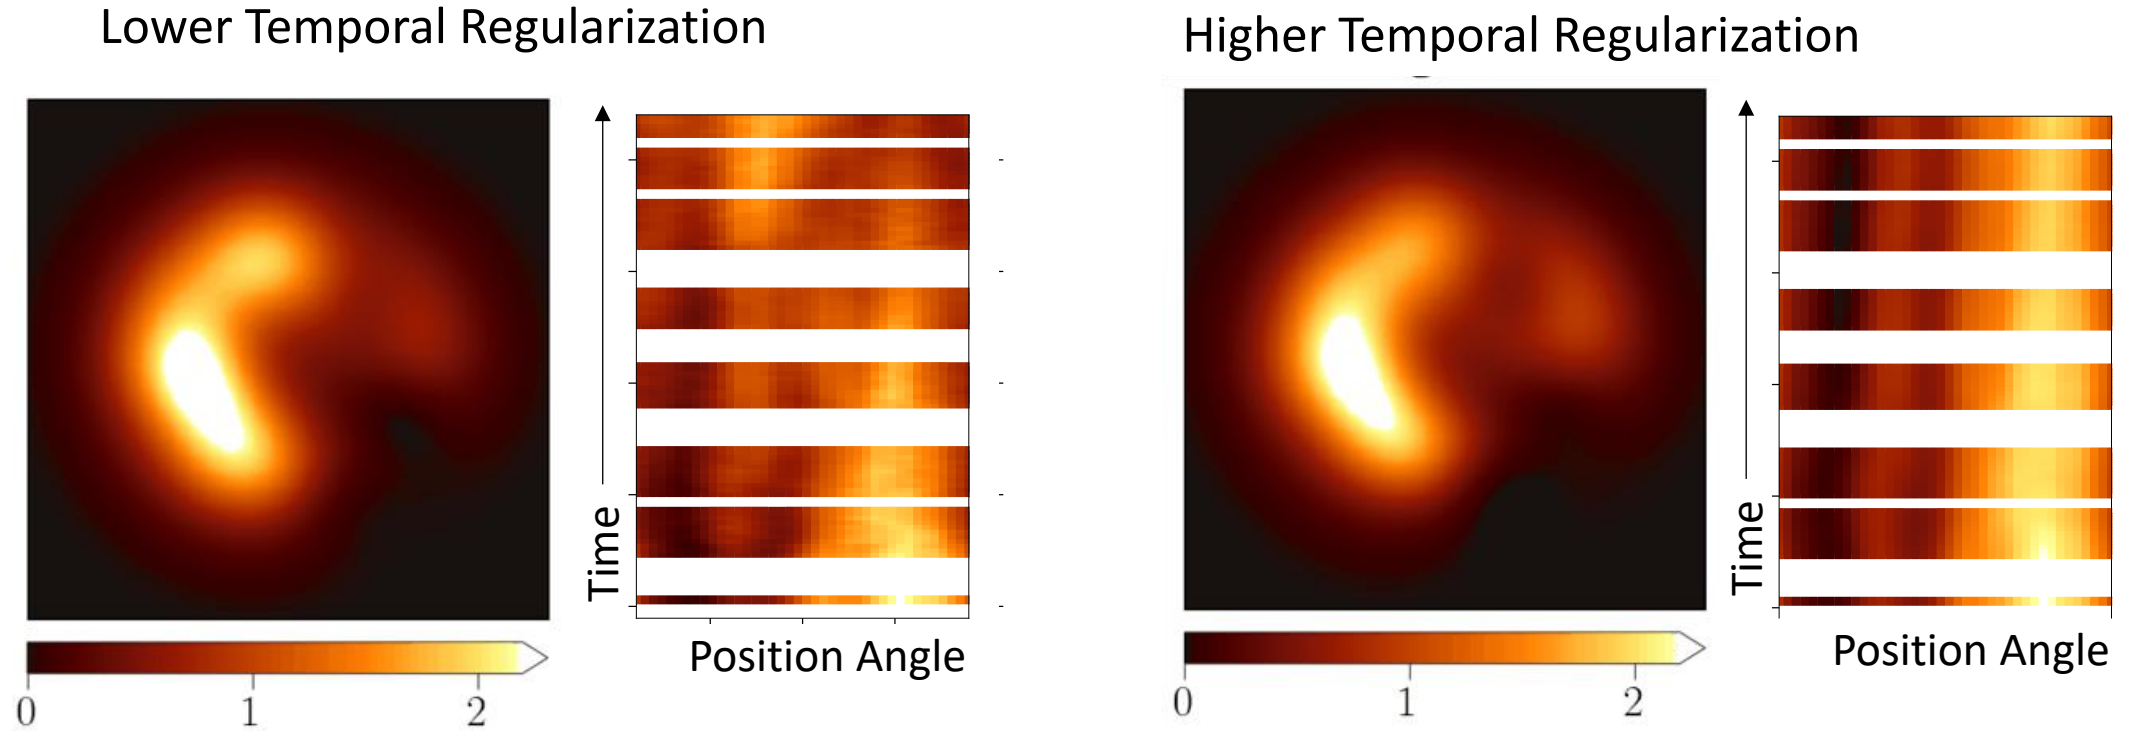 Lower Temporal Regularization
Time
Position Angle
0 1 2
Higher Temporal Regularization
Time
Position Angle
0 1 2